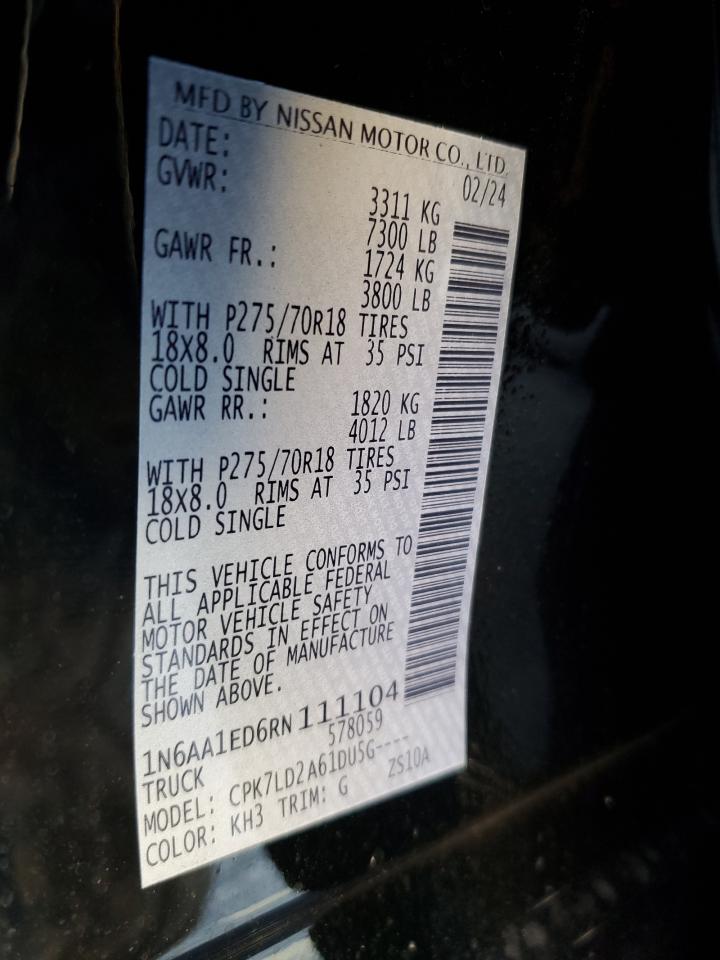 MFD BY NISSAN MOTOR CO., LTD.
DATE: 02/24
GVWR: 3311 KG
7300 LB
GAWR FR.: 1724 KG
3800 LB
WITH P275/70R18 TIRES
18X8.0 RIMS AT 35 PSI
COLD SINGLE
GAWR RR.: 1820 KG
4012 LB
WITH P275/70R18 TIRES
18X8.0 RIMS AT 35 PSI
COLD SINGLE
THIS VEHICLE CONFORMS TO
ALL APPLICABLE FEDERAL
MOTOR VEHICLE SAFETY
STANDARDS IN EFFECT ON
THE DATE OF MANUFACTURE
SHOWN ABOVE.
1N6AA1ED6RN111104
TRUCK 578059
MODEL: CPK7LD2A61DU5G----
COLOR: KH3 TRIM: G ZS10A